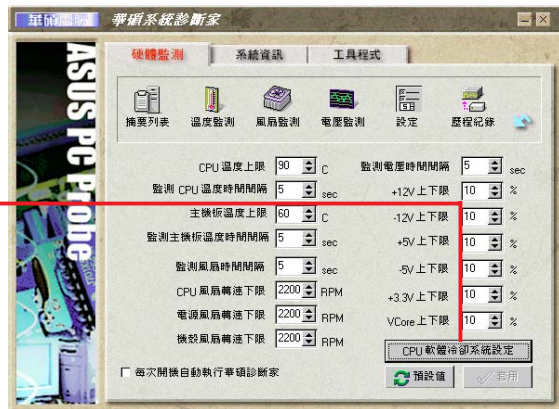 華碩電腦 華碩系統診斷家
ASUS PC Probe
硬體監測 系統資訊 工具程式
摘要列表 溫度監測 風扇監測 電壓監測 設定 歷程紀錄
CPU 溫度上限 90 C 監測電壓時間間隔 5 sec
監測 CPU 溫度時間間隔 5 sec +12V 上下限 10 %
主機板溫度上限 60 C -12V 上下限 10 %
監測主機板溫度時間間隔 5 sec +5V 上下限 10 %
監測風扇時間間隔 5 sec -5V 上下限 10 %
CPU 風扇轉速下限 2200 RPM +3.3V 上下限 10 %
電源風扇轉速下限 2200 RPM VCore 上下限 10 %
機殼風扇轉速下限 2200 RPM
CPU 軟體冷卻系統設定
每次開機自動執行華碩診斷家 預設值 套用